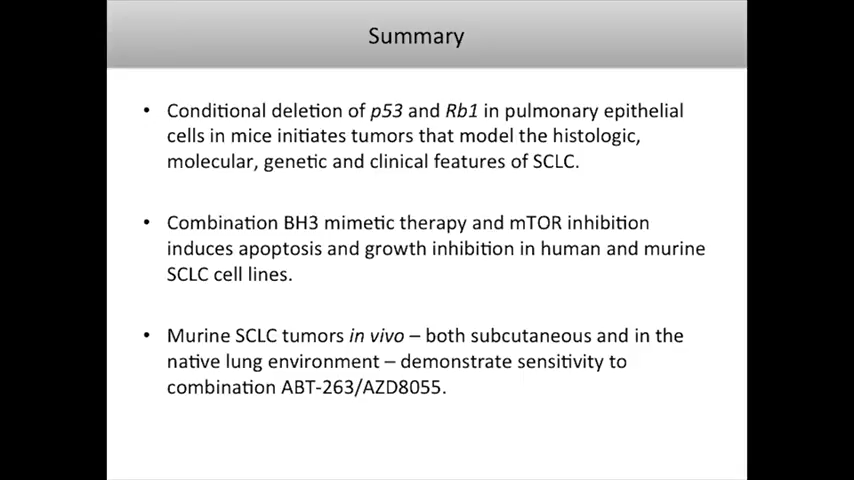 Summary
• Conditional deletion of p53 and Rb1 in pulmonary epithelial
cells in mice initiates tumors that model the histologic,
molecular, genetic and clinical features of SCLC.
• Combination BH3 mimetic therapy and mTOR inhibition
induces apoptosis and growth inhibition in human and murine
SCLC cell lines.
• Murine SCLC tumors in vivo – both subcutaneous and in the
native lung environment – demonstrate sensitivity to
combination ABT-263/AZD8055.